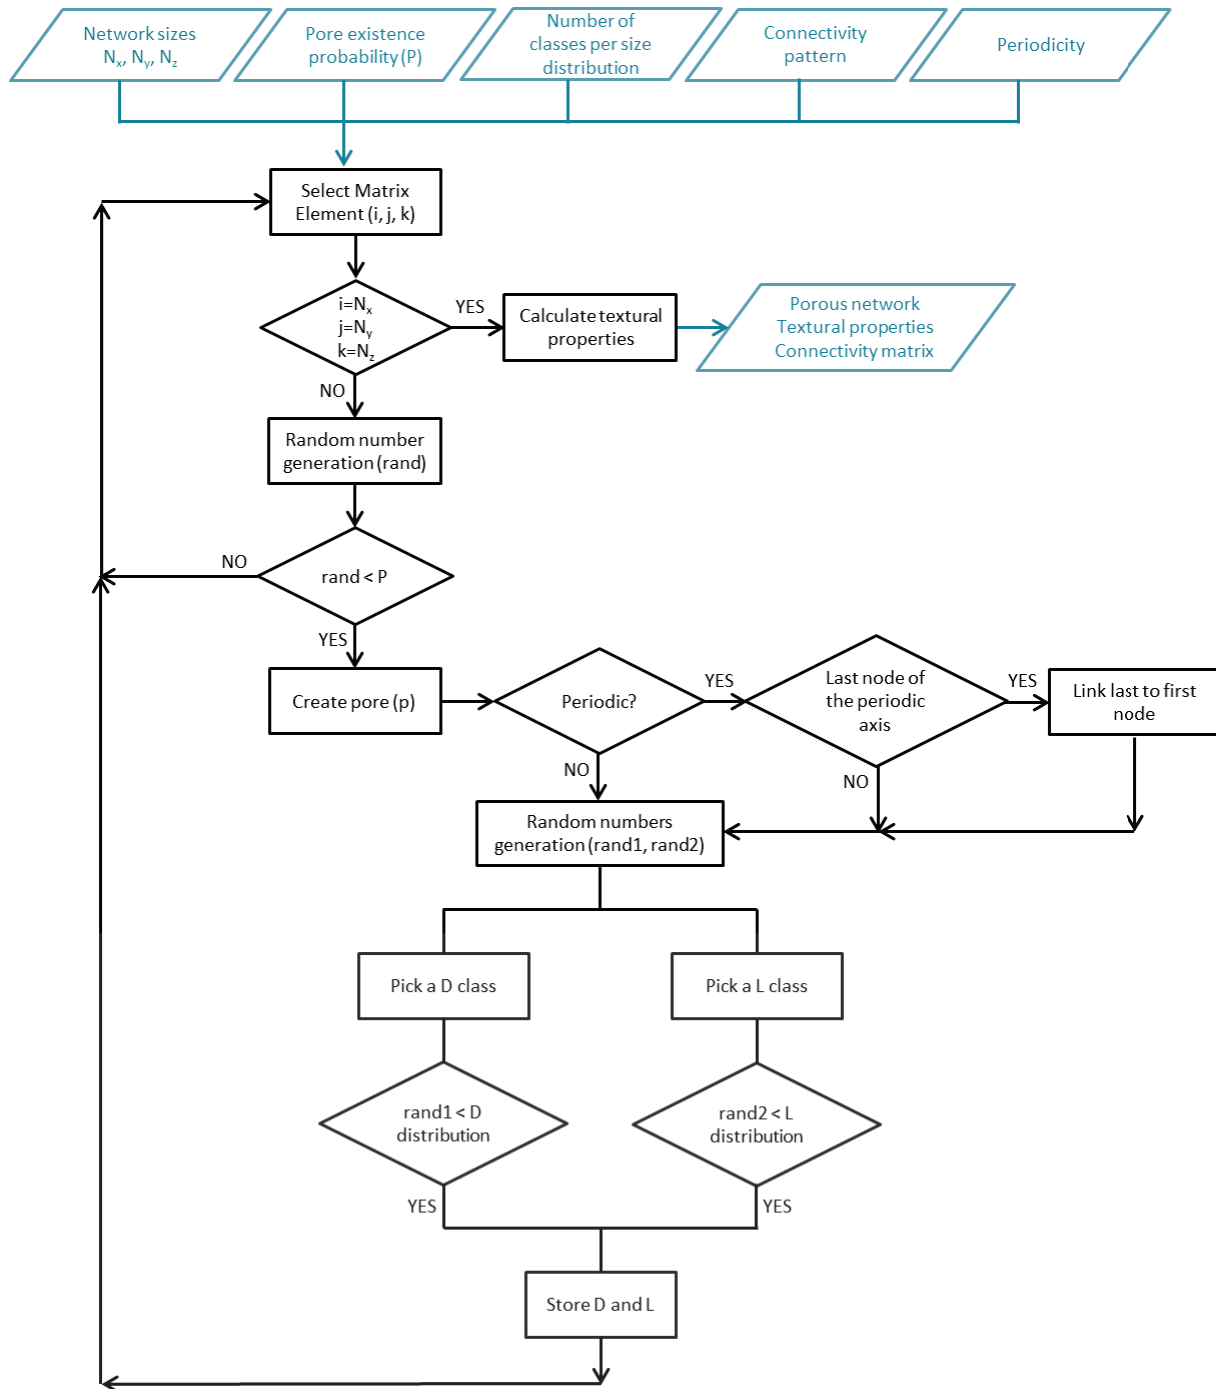 Network sizes
Nx, Ny, Nz
Pore existence
probability (P)
Number of
classes per size
distribution
Connectivity
pattern
Periodicity
Select Matrix
Element (i, j, k)
i=Nx
j=Ny
k=Nz
YES
Calculate textural
properties
Porous network
Textural properties
Connectivity matrix
NO
Random number
generation (rand)
NO
rand < P
YES
Create pore (p)
Periodic?
YES
Last node of
the periodic
axis
YES
Link last to first
node
NO
NO
Random numbers
generation (rand1, rand2)
Pick a D class
Pick a L class
rand1 < D
distribution
rand2 < L
distribution
YES
YES
Store D and L